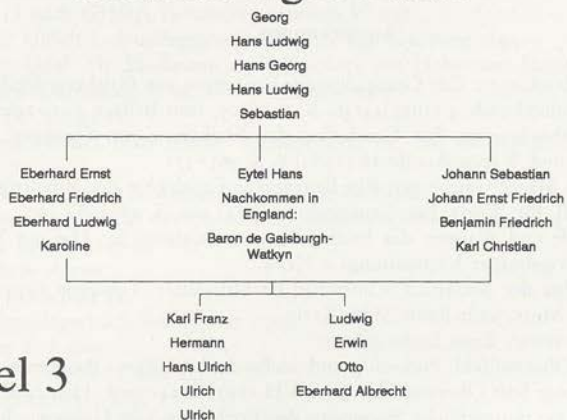 Georg
Hans Ludwig
Hans Georg
Hans Ludwig
Sebastian
Eberhard Ernst
Eberhard Friedrich
Eberhard Ludwig
Karoline
Eytel Hans
Nachkommen in
England:
Baron de Gaisburgh-
Watkyn
Johann Sebastian
Johann Ernst Friedrich
Benjamin Friedrich
Karl Christian
Karl Franz
Hermann
Hans Ulrich
Ulrich
Ulrich
Ludwig
Erwin
Otto
Eberhard Albrecht
el 3